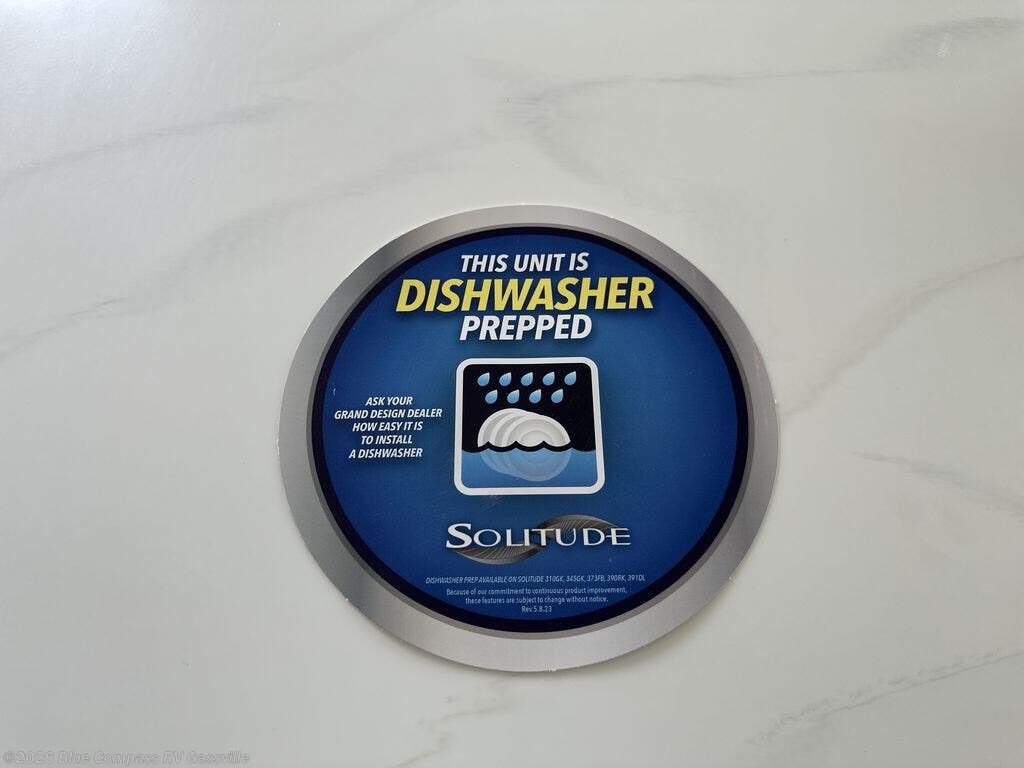 THIS UNIT IS
DISHWASHER
PREPPED
ASK YOUR
GRAND DESIGN DEALER
HOW EASY IT IS
TO INSTALL
A DISHWASHER
SOLITUDE
DISHWASHER PREP AVAILABLE ON SOLITUDE 310GK, 345GK, 373FB, 390RK, 391DL
Because of our commitment to continuous product improvement,
these features are subject to change without notice.
Rev 5.8.23
©2026 Blue Compass RV Gassville